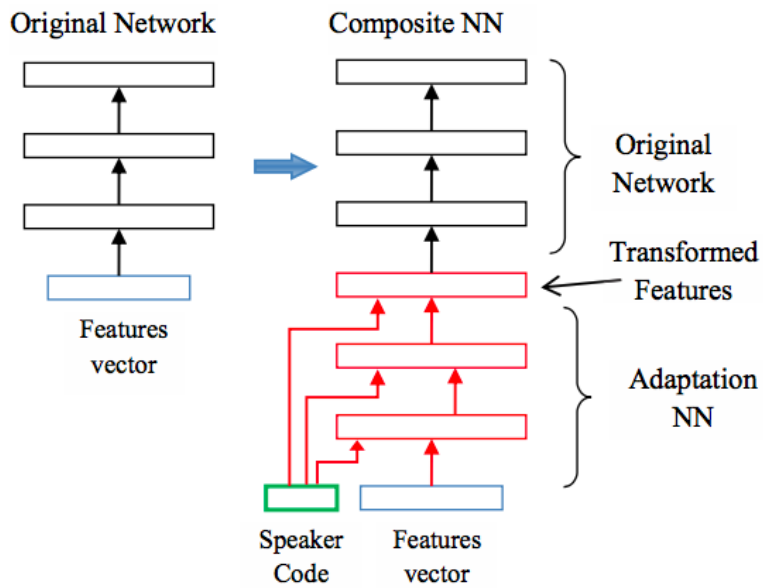 Original Network
Composite NN
Original
Network
Transformed
Features
Features
vector
Adaptation
NN
Speaker
Code
Features
vector